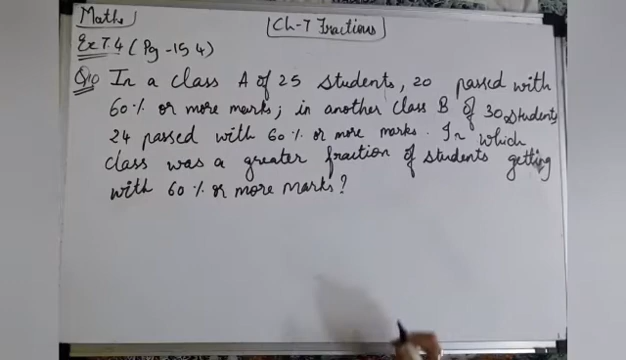 Maths
Ch-7 Fractions
Ex 7.4 (Pg -154)
Q10 In a class A of 25 students, 20 passed with
60% or more marks; in another class B of 30 students
24 passed with 60% or more marks. In which
class was a greater fraction of students getting
with 60% or more marks?